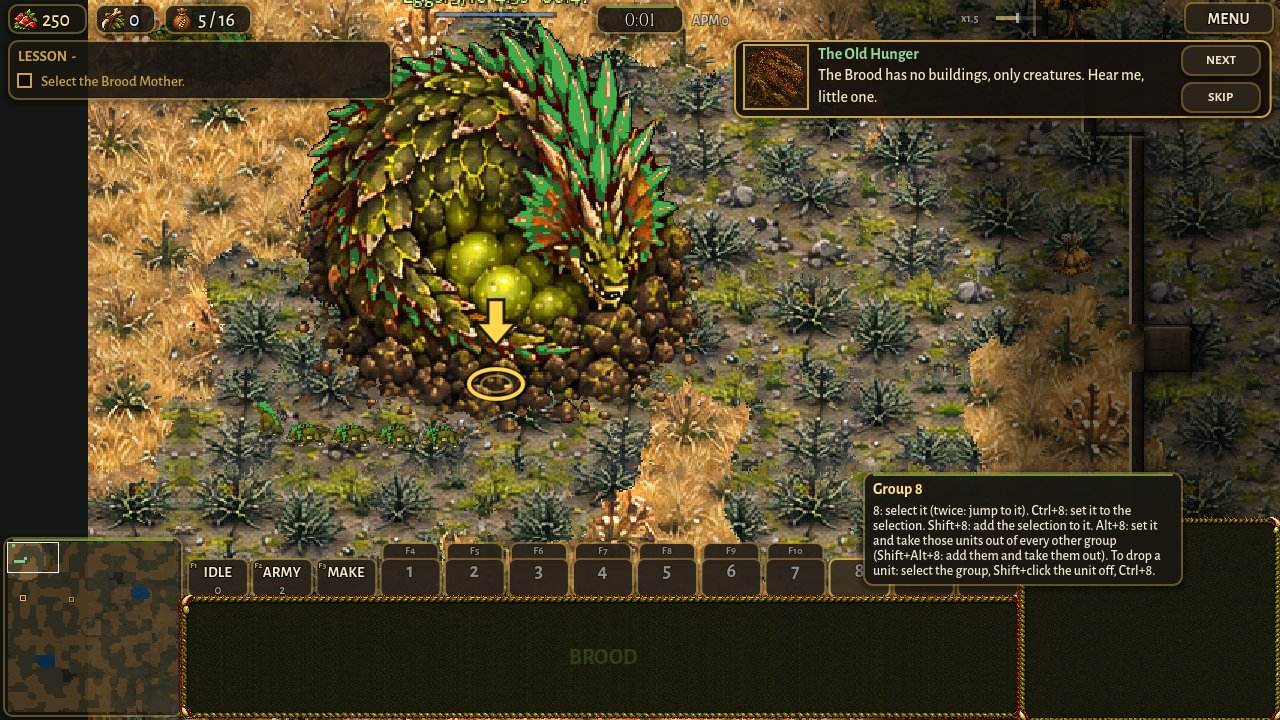 250
0
5/16
0:01
APM 0
x1.5
MENU
LESSON -
Select the Brood Mother.
The Old Hunger
The Brood has no buildings, only creatures. Hear me,
little one.
NEXT
SKIP
Group 8
8: select it (twice: jump to it). Ctrl+8: set it to the
selection. Shift+8: add the selection to it. Alt+8: set it
and take those units out of every other group
(Shift+Alt+8: add them and take them out). To drop a
unit: select the group, Shift+click the unit off, Ctrl+8.
F1 IDLE 0
F2 ARMY 2
F3 MAKE
F4 1
F5 2
F6 3
F7 4
F8 5
F9 6
F10 7
8
BROOD